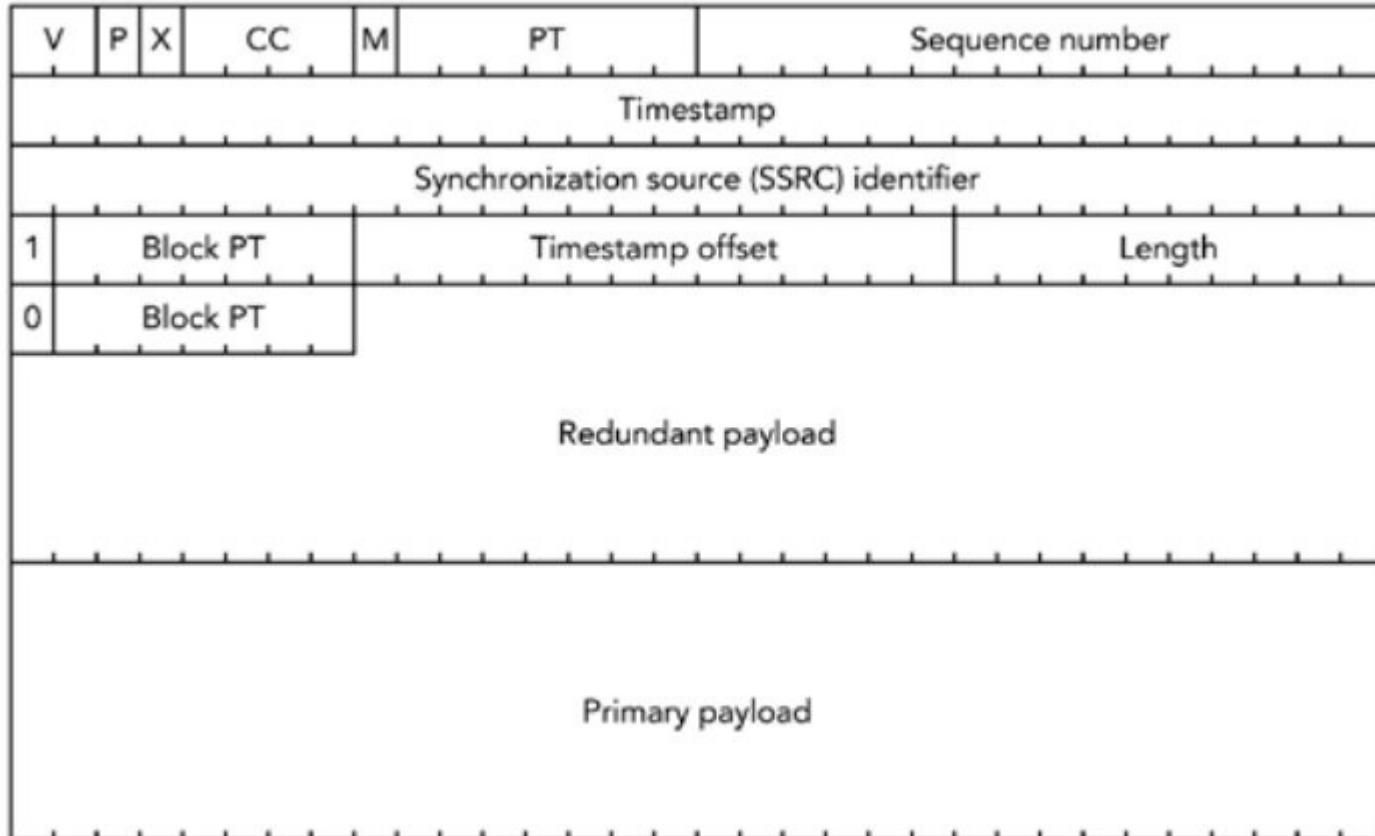 V P X CC M PT Sequence number
Timestamp
Synchronization source (SSRC) identifier
1 Block PT Timestamp offset Length
0 Block PT
Redundant payload
Primary payload